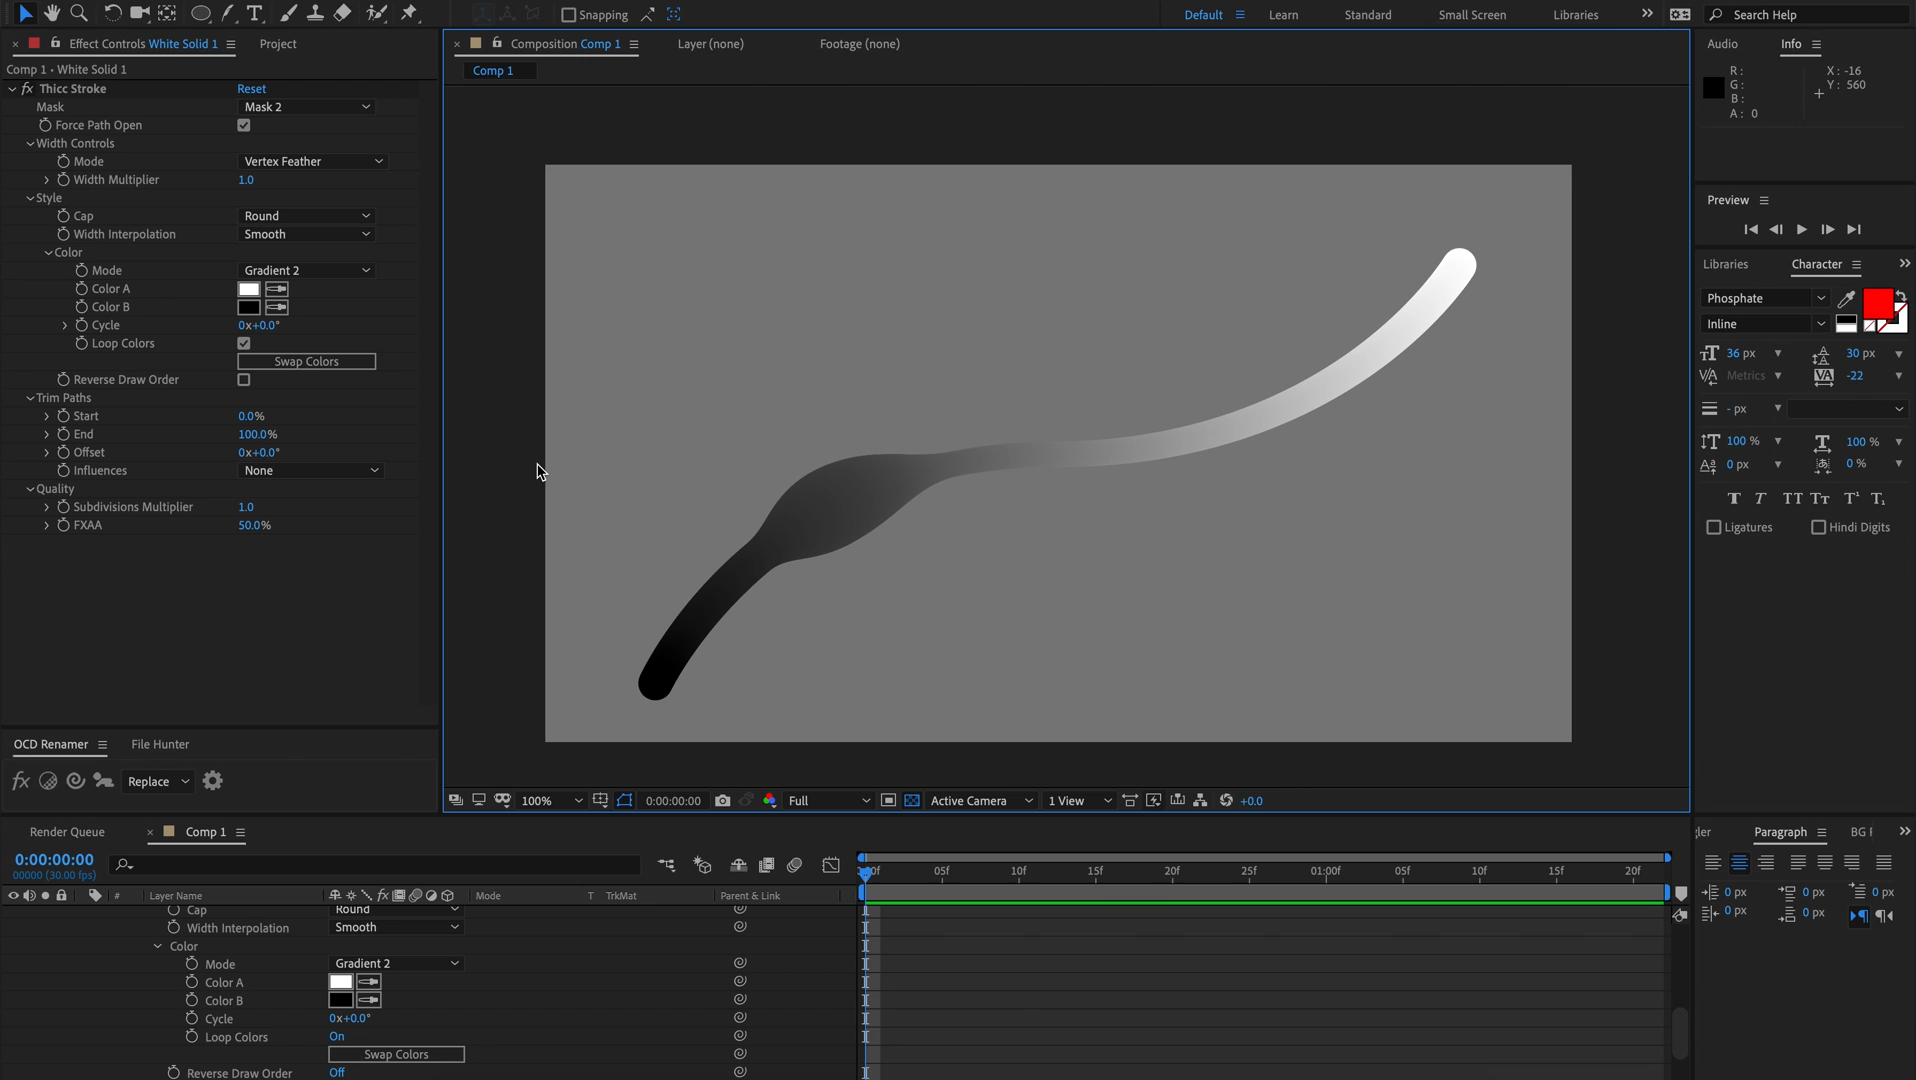 Snapping
Default
Learn
Standard
Small Screen
Libraries
Search Help
Effect Controls White Solid 1
Project
Comp 1 • White Solid 1
fx Thicc Stroke Reset
Mask Mask 2
Force Path Open
Width Controls
Mode Vertex Feather
Width Multiplier 1.0
Style
Cap Round
Width Interpolation Smooth
Color
Mode Gradient 2
Color A
Color B
Cycle 0x+0.0°
Loop Colors
Swap Colors
Reverse Draw Order
Trim Paths
Start 0.0%
End 100.0%
Offset 0x+0.0°
Influences None
Quality
Subdivisions Multiplier 1.0
FXAA 50.0%
OCD Renamer
File Hunter
fx Replace
Composition Comp 1
Layer (none)
Footage (none)
Comp 1
100%
0:00:00:00
Full
Active Camera
1 View
+0.0
Audio
Info
R:
G:
B:
A: 0
X: -16
Y: 560
Preview
Libraries
Character
Phosphate
Inline
36 px
30 px
Metrics
-22
- px
100 %
100 %
0 px
0 %
Ligatures
Hindi Digits
Render Queue
Comp 1
0:00:00:00
00000 (30.00 fps)
# Layer Name
Mode
T TrkMat
Parent & Link
05f 10f 15f 20f 25f 01:00f 05f 10f 15f 20f
Cap Round
Width Interpolation Smooth
Color
Mode Gradient 2
Color A
Color B
Cycle 0x+0.0°
Loop Colors On
Swap Colors
Reverse Draw Order Off
Paragraph
0 px
0 px
0 px
0 px
0 px